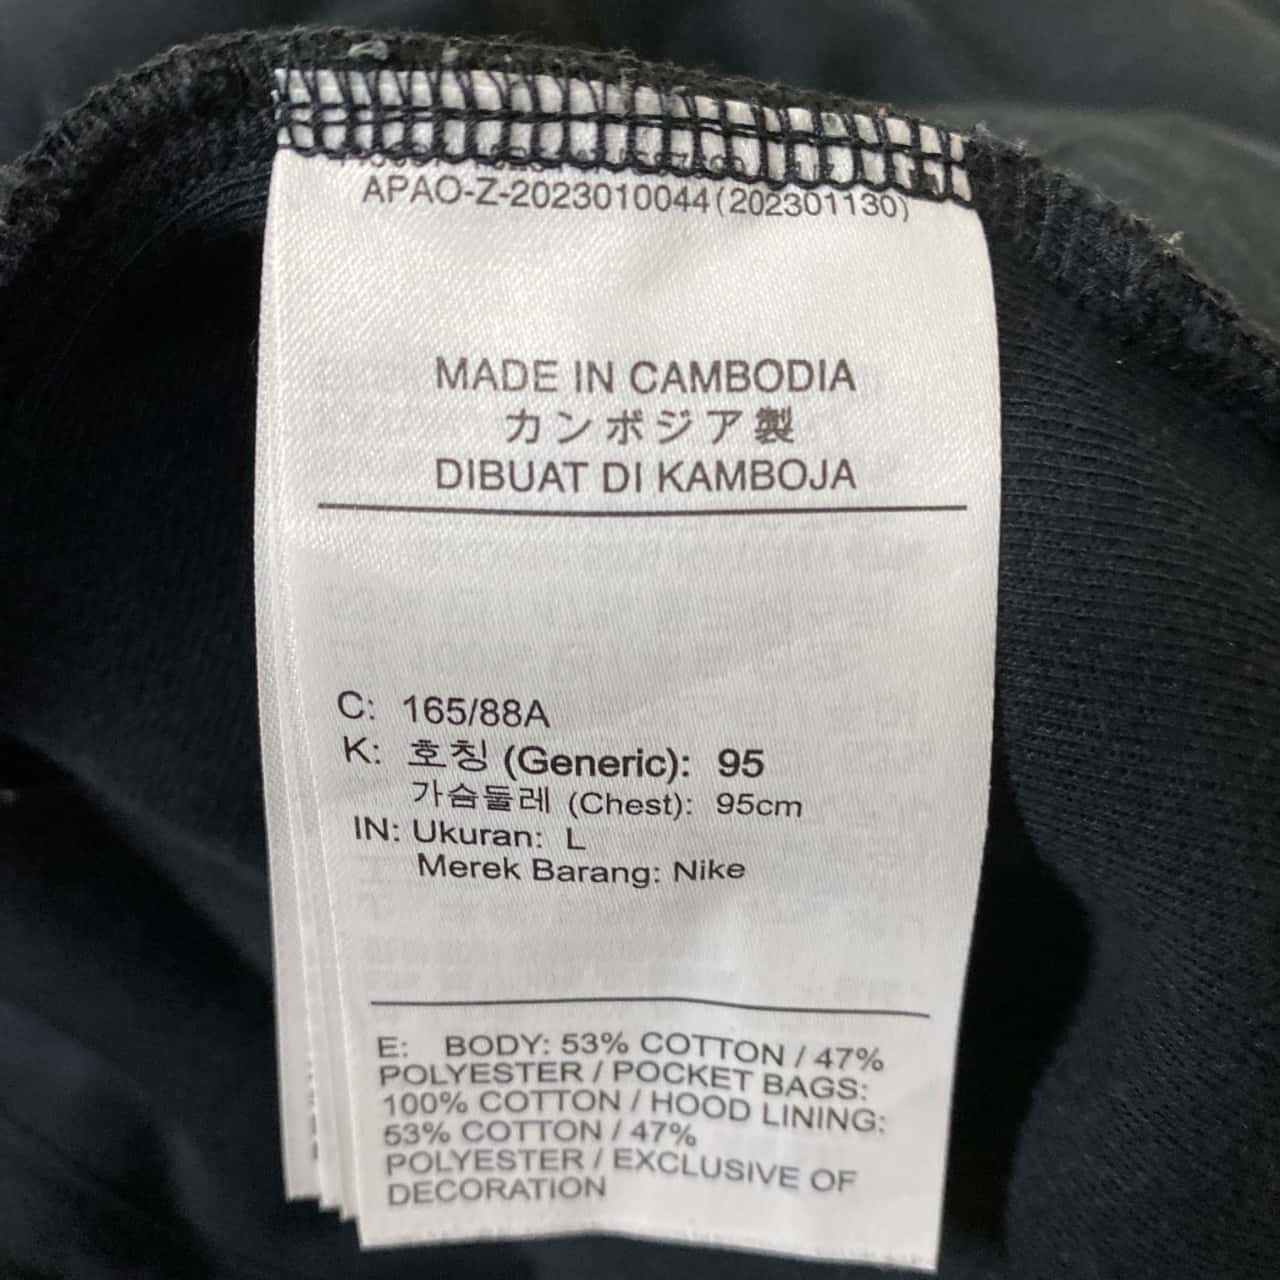 APAO-Z-2023010044(202301130)
MADE IN CAMBODIA
カンボジア製
DIBUAT DI KAMBOJA
C: 165/88A
K: 호칭 (Generic): 95
가슴둘레 (Chest): 95cm
IN: Ukuran: L
Merek Barang: Nike
E: BODY: 53% COTTON / 47%
POLYESTER / POCKET BAGS:
100% COTTON / HOOD LINING:
53% COTTON / 47%
POLYESTER / EXCLUSIVE OF
DECORATION